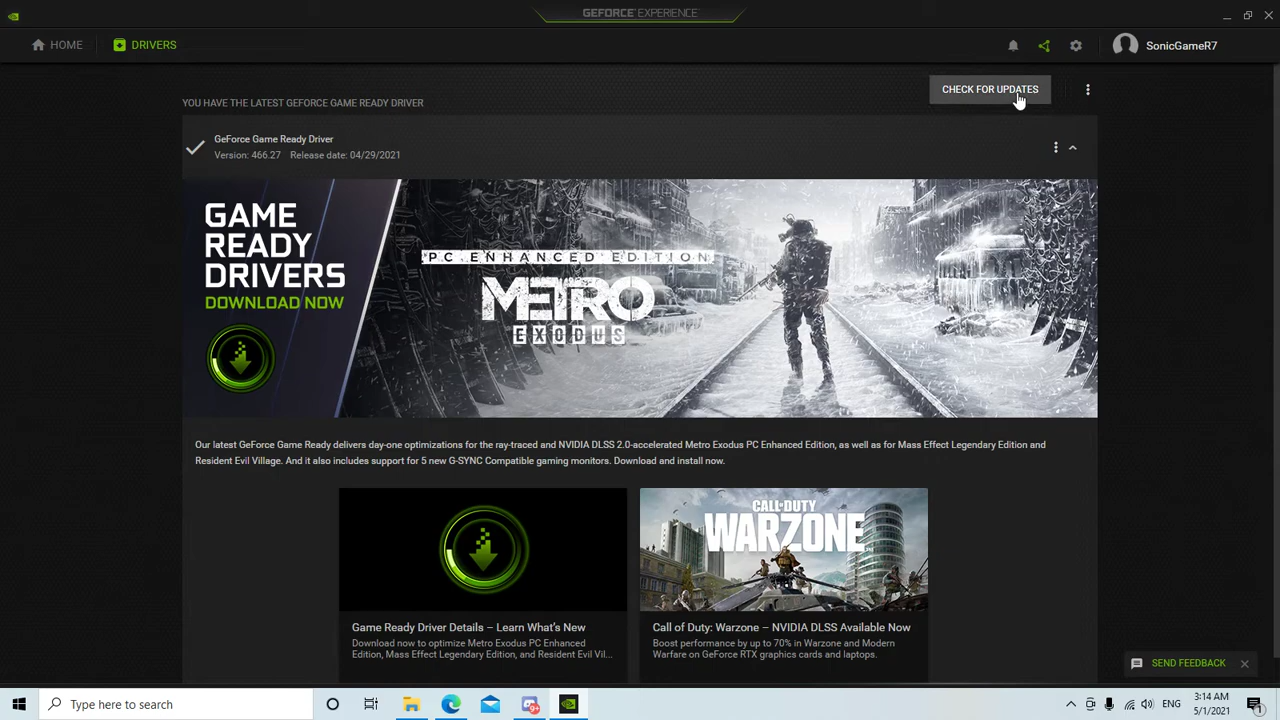 GEFORCE EXPERIENCE
HOME
DRIVERS
SonicGameR7
CHECK FOR UPDATES
YOU HAVE THE LATEST GEFORCE GAME READY DRIVER
GeForce Game Ready Driver
Version: 466.27 Release date: 04/29/2021
GAME
READY
DRIVERS
DOWNLOAD NOW
PC ENHANCED EDITION
METRO
EXODUS
Our latest GeForce Game Ready delivers day-one optimizations for the ray-traced and NVIDIA DLSS 2.0-accelerated Metro Exodus PC Enhanced Edition, as well as for Mass Effect Legendary Edition and
Resident Evil Village. And it also includes support for 5 new G-SYNC Compatible gaming monitors. Download and install now.
CALL OF DUTY
WARZONE
Game Ready Driver Details – Learn What's New
Download now to optimize Metro Exodus PC Enhanced
Edition, Mass Effect Legendary Edition, and Resident Evil Vil...
Call of Duty: Warzone – NVIDIA DLSS Available Now
Boost performance by up to 70% in Warzone and Modern
Warfare on GeForce RTX graphics cards and laptops.
SEND FEEDBACK
Type here to search
9+
ENG
3:14 AM
5/1/2021
1